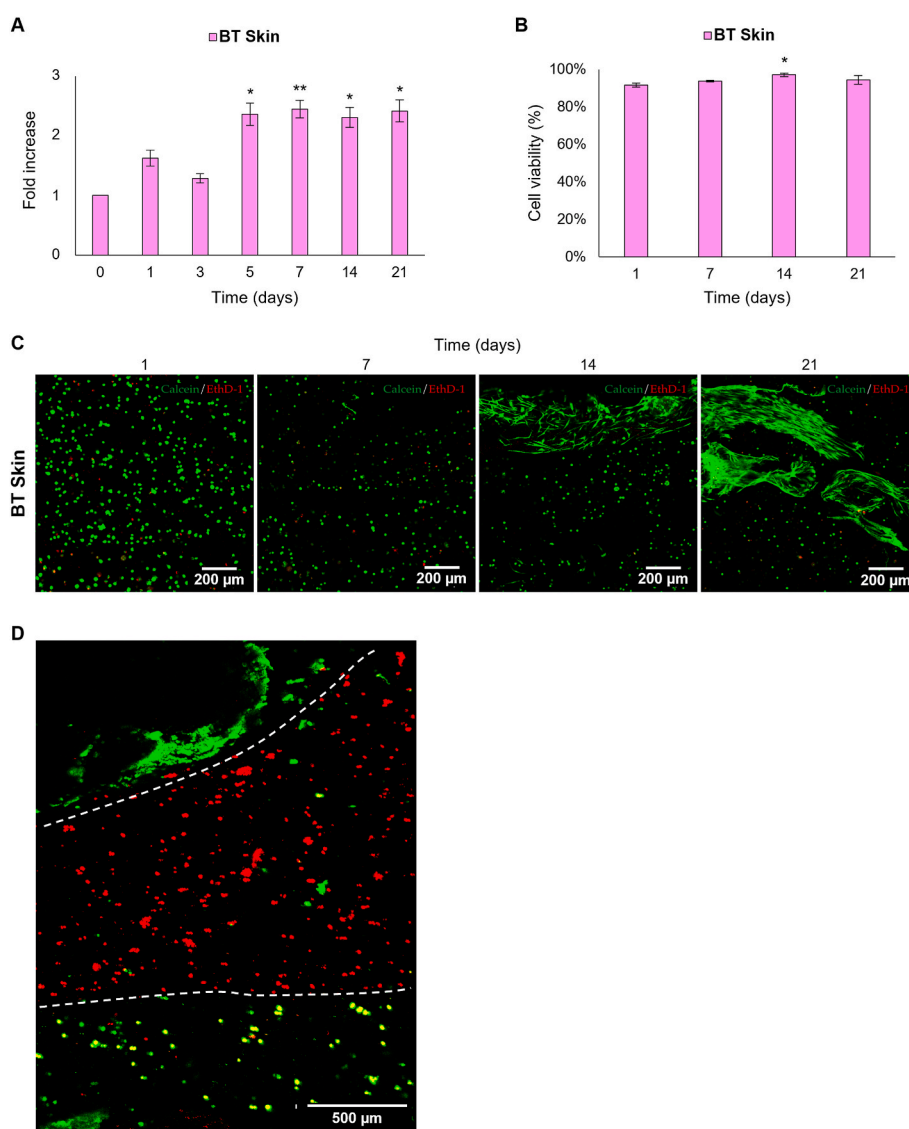 A
BT Skin
3
2
1
0
Fold increase
*
**
*
*
0 1 3 5 7 14 21
Time (days)
B
BT Skin
100%
80%
60%
40%
20%
0%
Cell viability (%)
*
1 7 14 21
Time (days)
C
Time (days)
1 7 14 21
BT Skin
Calcein/EthD-1
Calcein/EthD-1
Calcein/EthD-1
Calcein/EthD-1
200 µm
200 µm
200 µm
200 µm
D
500 µm